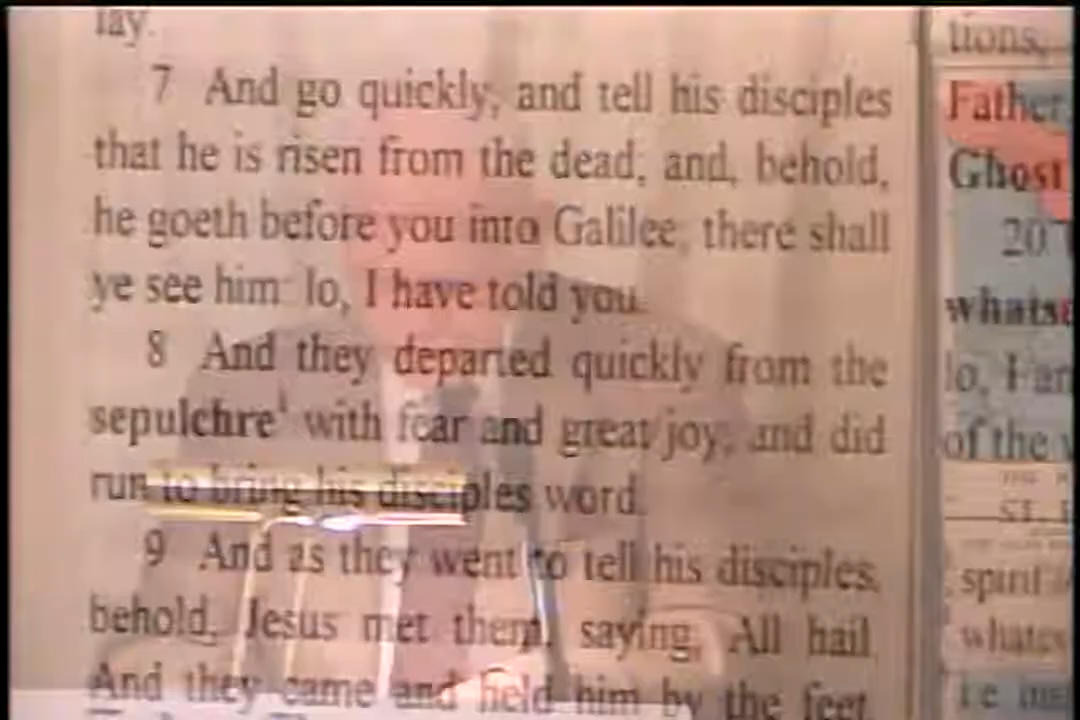 lay.
7 And go quickly, and tell his disciples
that he is risen from the dead; and, behold,
he goeth before you into Galilee; there shall
ye see him: lo, I have told you.
8 And they departed quickly from the
sepulchre with fear and great joy; and did
run to bring his disciples word.
9 And as they went to tell his disciples,
behold, Jesus met them, saying, All hail.
And they came and held him by the feet,
tions,
Father,
Ghost
20
whats
lo, I am
of the
ST.
spirit